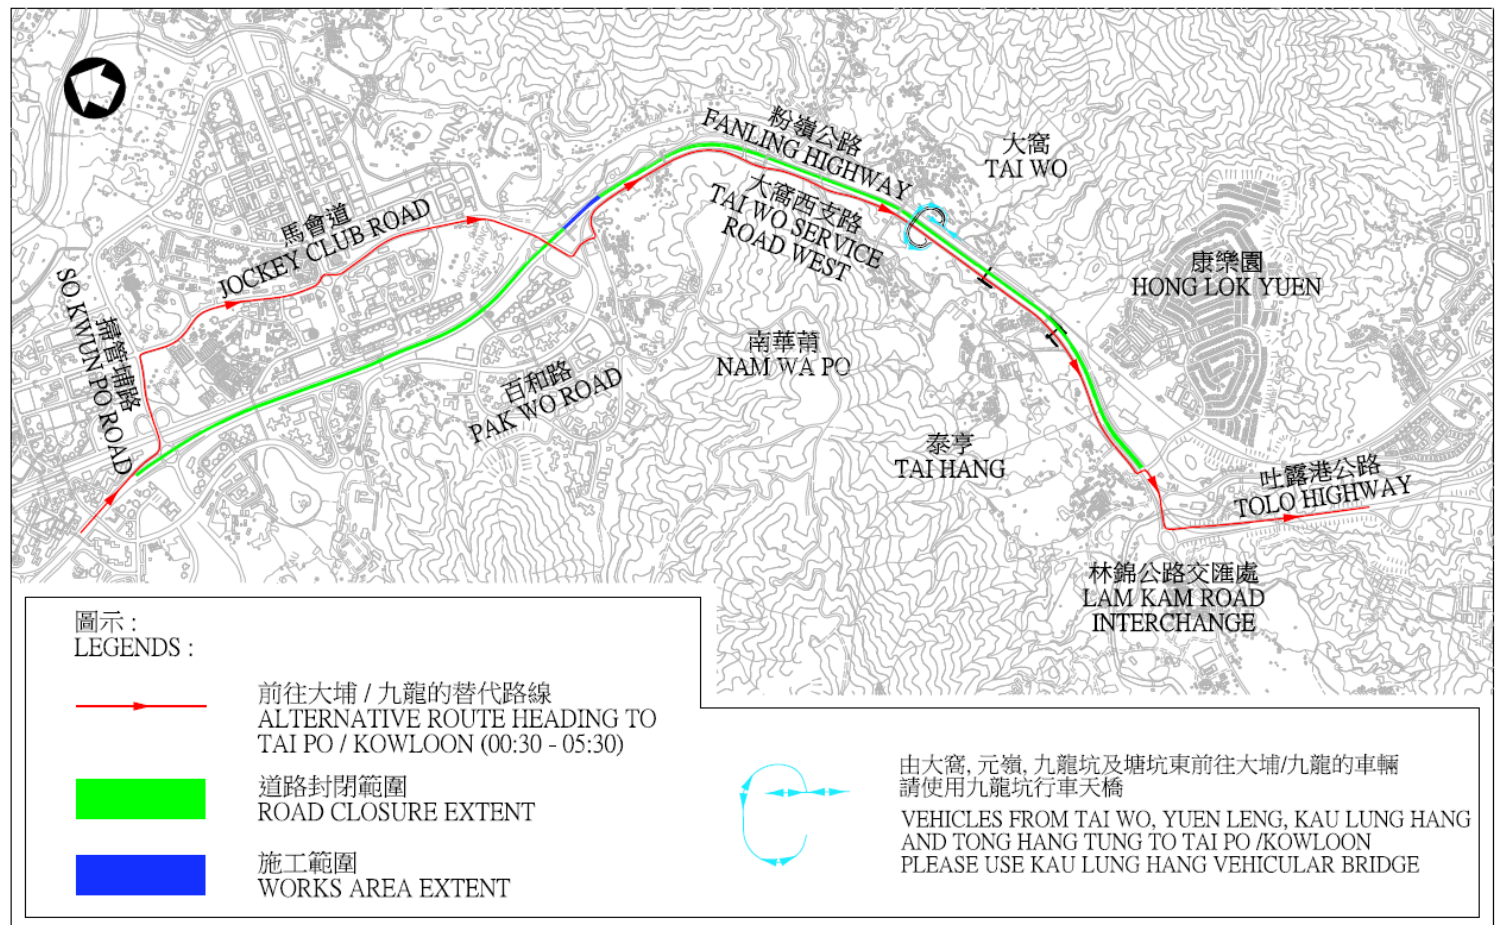 粉嶺公路
FANLING HIGHWAY
大窩
TAI WO
大窩西支路
TAI WO SERVICE
ROAD WEST
馬會道
JOCKEY CLUB ROAD
掃管埔路
SO KWUN PO ROAD
康樂園
HONG LOK YUEN
南華莆
NAM WA PO
百和路
PAK WO ROAD
泰亨
TAI HANG
吐露港公路
TOLO HIGHWAY
林錦公路交匯處
LAM KAM ROAD
INTERCHANGE
圖示 :
LEGENDS :
前往大埔 / 九龍的替代路線
ALTERNATIVE ROUTE HEADING TO
TAI PO / KOWLOON (00:30 - 05:30)
道路封閉範圍
ROAD CLOSURE EXTENT
施工範圍
WORKS AREA EXTENT
由大窩, 元嶺, 九龍坑及塘坑東前往大埔/九龍的車輛
請使用九龍坑行車天橋
VEHICLES FROM TAI WO, YUEN LENG, KAU LUNG HANG
AND TONG HANG TUNG TO TAI PO /KOWLOON
PLEASE USE KAU LUNG HANG VEHICULAR BRIDGE